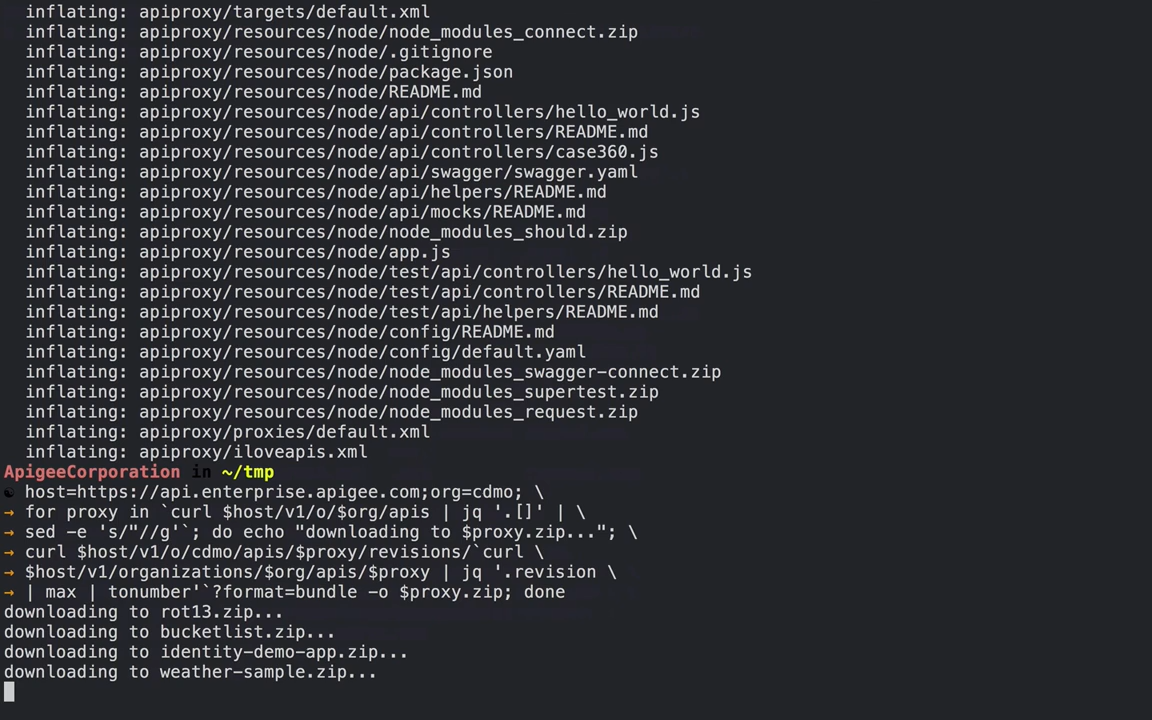 inflating: apiproxy/targets/default.xml
inflating: apiproxy/resources/node/node_modules_connect.zip
inflating: apiproxy/resources/node/.gitignore
inflating: apiproxy/resources/node/package.json
inflating: apiproxy/resources/node/README.md
inflating: apiproxy/resources/node/api/controllers/hello_world.js
inflating: apiproxy/resources/node/api/controllers/README.md
inflating: apiproxy/resources/node/api/controllers/case360.js
inflating: apiproxy/resources/node/api/swagger/swagger.yaml
inflating: apiproxy/resources/node/api/helpers/README.md
inflating: apiproxy/resources/node/api/mocks/README.md
inflating: apiproxy/resources/node/node_modules_should.zip
inflating: apiproxy/resources/node/app.js
inflating: apiproxy/resources/node/test/api/controllers/hello_world.js
inflating: apiproxy/resources/node/test/api/controllers/README.md
inflating: apiproxy/resources/node/test/api/helpers/README.md
inflating: apiproxy/resources/node/config/README.md
inflating: apiproxy/resources/node/config/default.yaml
inflating: apiproxy/resources/node/node_modules_swagger-connect.zip
inflating: apiproxy/resources/node/node_modules_supertest.zip
inflating: apiproxy/resources/node/node_modules_request.zip
inflating: apiproxy/proxies/default.xml
inflating: apiproxy/iloveapis.xml
ApigeeCorporation in ~/tmp
☯ host=https://api.enterprise.apigee.com;org=cdmo; \
→ for proxy in `curl $host/v1/o/$org/apis | jq '.[]' | \
→ sed -e 's/"//g'`; do echo "downloading to $proxy.zip..."; \
→ curl $host/v1/o/cdmo/apis/$proxy/revisions/`curl \
→ $host/v1/organizations/$org/apis/$proxy | jq '.revision \
→ | max | tonumber'`?format=bundle -o $proxy.zip; done
downloading to rot13.zip...
downloading to bucketlist.zip...
downloading to identity-demo-app.zip...
downloading to weather-sample.zip...